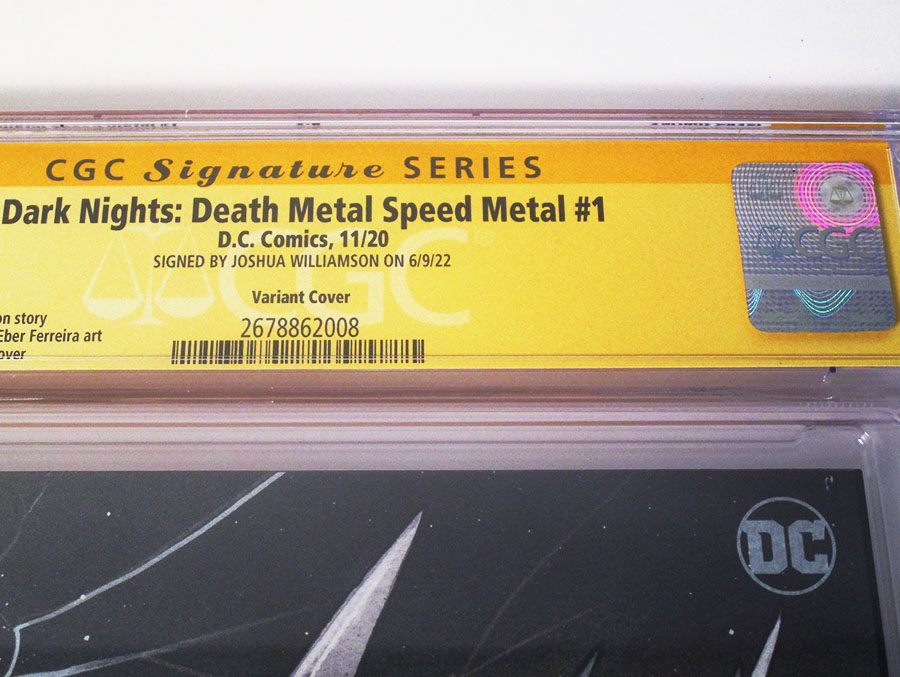 CGC Signature SERIES
Dark Nights: Death Metal Speed Metal #1
D.C. Comics, 11/20
SIGNED BY JOSHUA WILLIAMSON ON 6/9/22
Variant Cover
on story
2678862008
Eber Ferreira art
over
CGC
CGC
DC